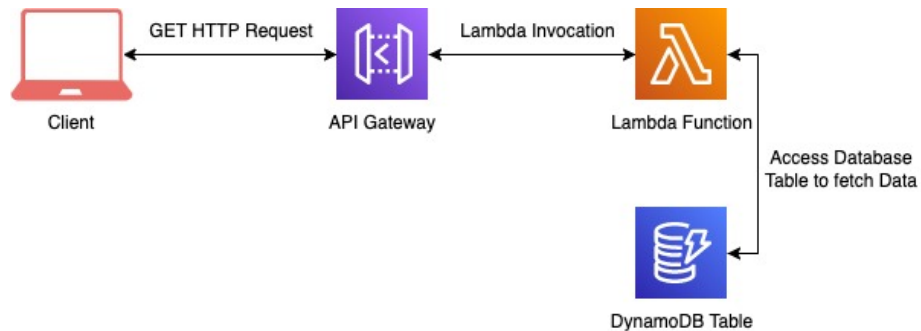 GET HTTP Request
Lambda Invocation
Client
API Gateway
Lambda Function
Access Database
Table to fetch Data
DynamoDB Table